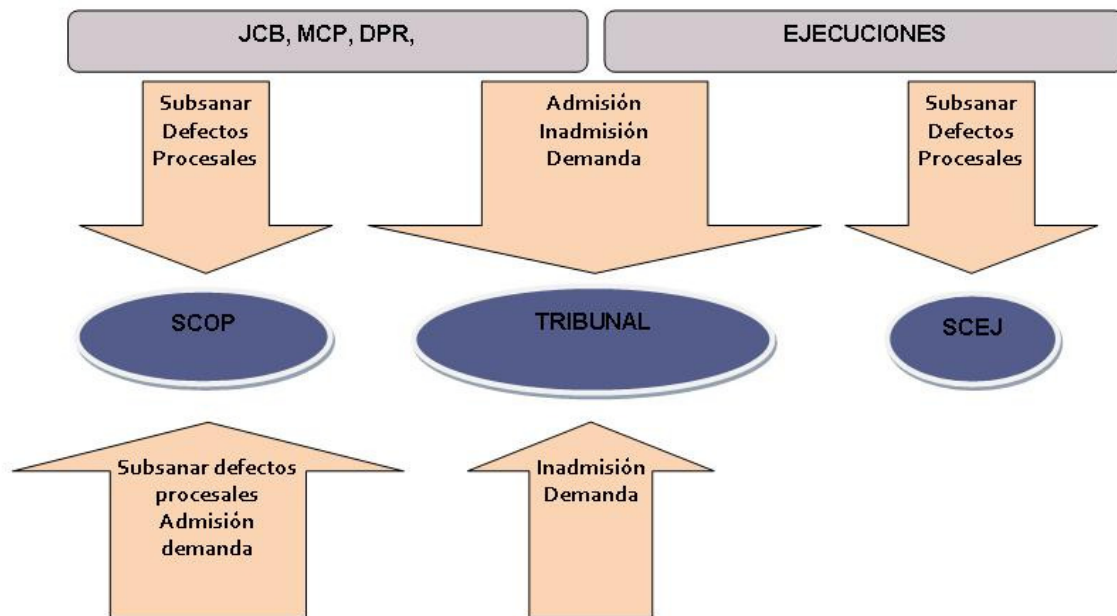 JCB, MCP, DPR,
EJECUCIONES
Subsanar
Defectos
Procesales
Admisión
Inadmisión
Demanda
Subsanar
Defectos
Procesales
SCOP
TRIBUNAL
SCEJ
Subsanar defectos
procesales
Admisión
demanda
Inadmisión
Demanda